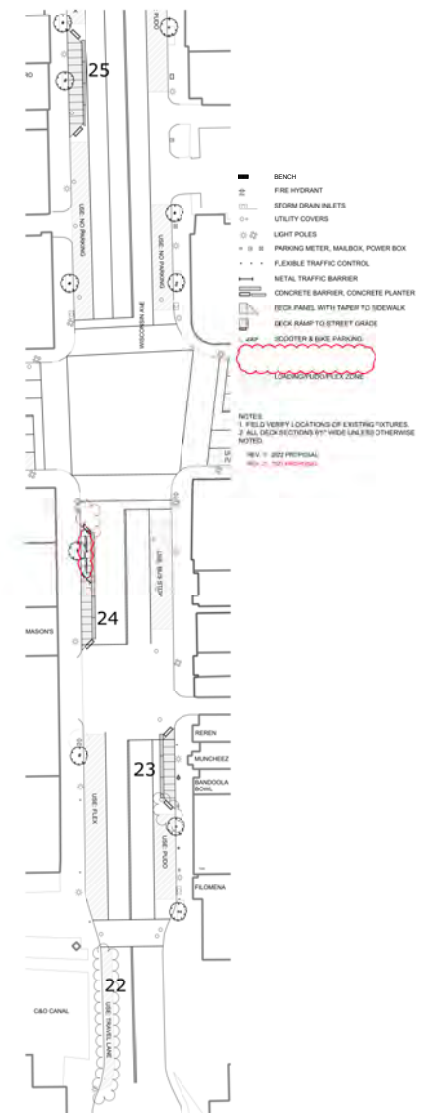 25
USE: NO PARKING
USE: NO PARKING
WISCONSIN AVE
BENCH
FIRE HYDRANT
STORM DRAIN INLETS
UTILITY COVERS
LIGHT POLES
PARKING METER, MAILBOX, POWER BOX
FLEXIBLE TRAFFIC CONTROL
METAL TRAFFIC BARRIER
CONCRETE BARRIER, CONCRETE PLANTER
DECK PANEL WITH TAPER TO SIDEWALK
DECK RAMP TO STREET GRADE
SCOOTER & BIKE PARKING
LOADING/PUDO/FLEX ZONE
NOTES:
1. FIELD VERIFY LOCATIONS OF EXISTING FIXTURES.
2. ALL DECK SECTIONS WIDE UNLESS OTHERWISE
NOTED.
REV. 2022 PROPOSAL
USE: BUS STOP
24
MASON'S
REREN
MUNCHEEZ
BANDOOLA
BOWL
23
USE: FLEX
USE: PUDO
FILOMENA
22
C&O CANAL
USE: TRAVEL LANE